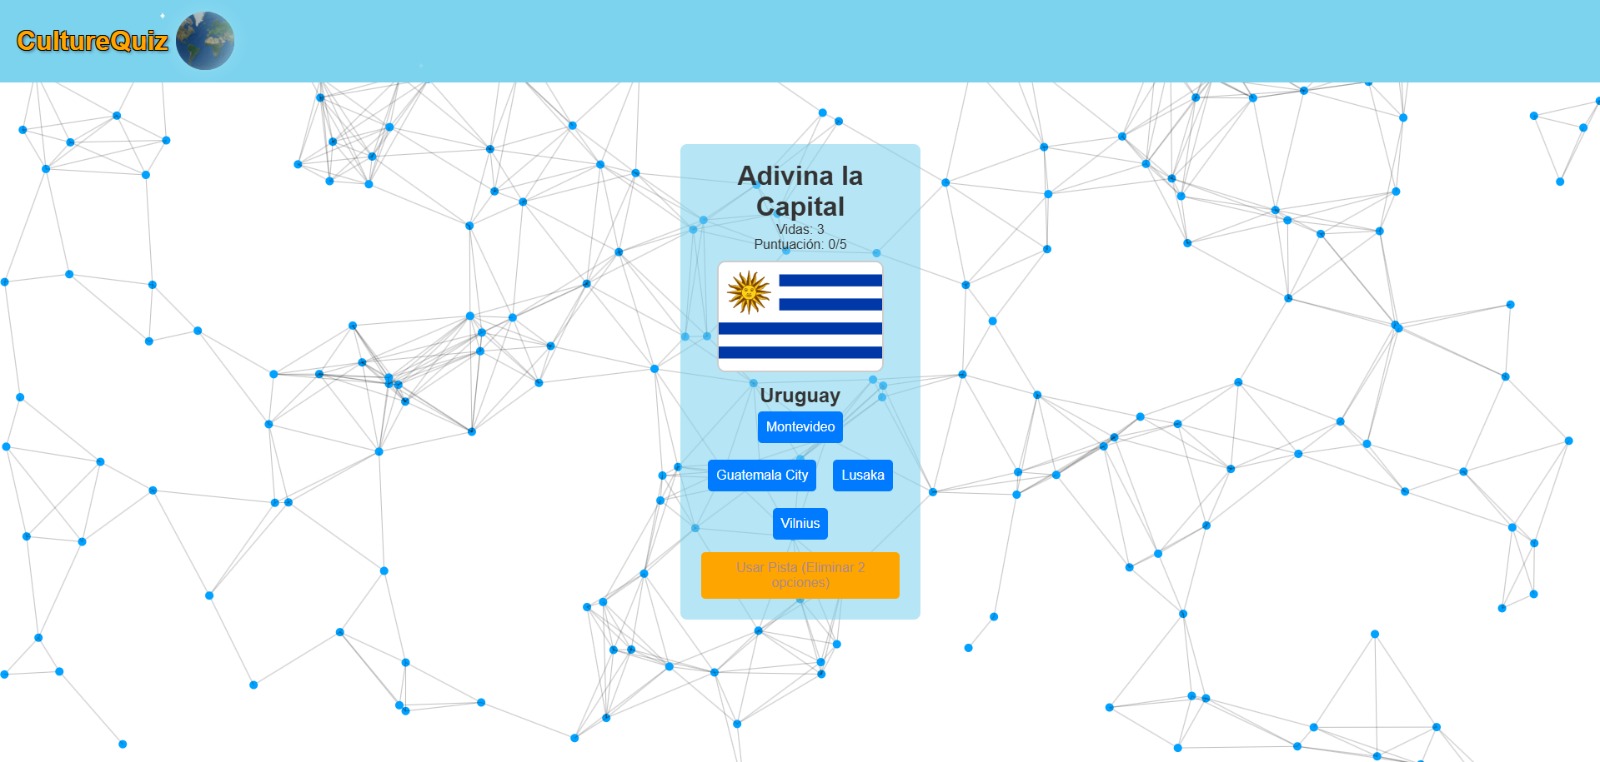 CultureQuiz
Adivina la
Capital
Vidas: 3
Puntuación: 0/5
Uruguay
Montevideo
Guatemala City
Lusaka
Vilnius
Usar Pista (Eliminar 2
opciones)